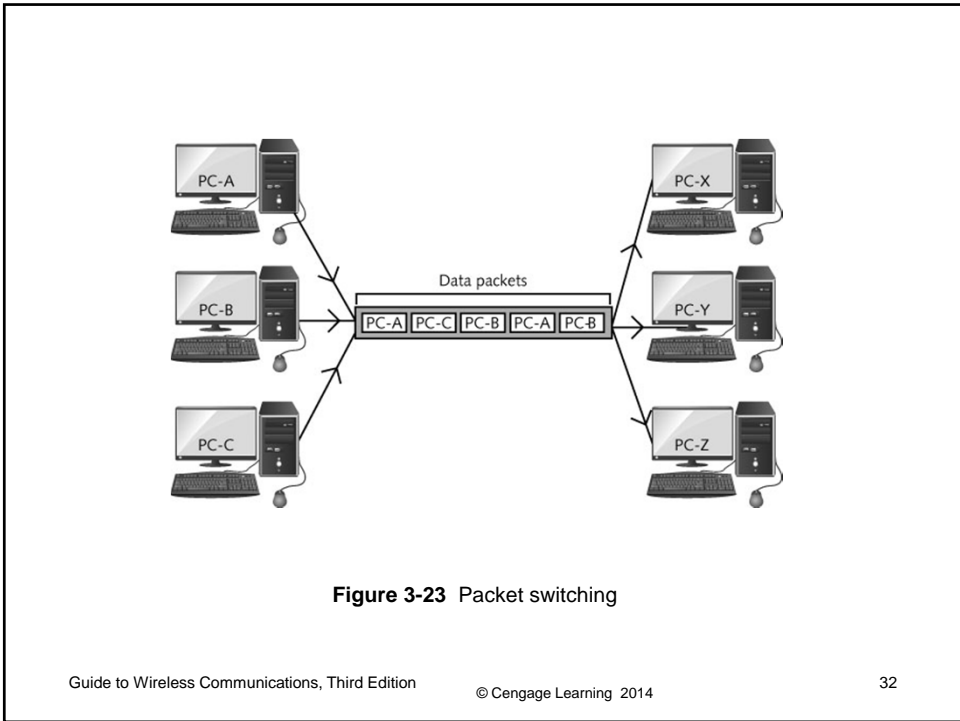 PC-A
PC-X
Data packets
PC-B
PC-A PC-C PC-B PC-A PC-B
PC-Y
PC-C
PC-Z
Figure 3-23 Packet switching
Guide to Wireless Communications, Third Edition
© Cengage Learning 2014
32